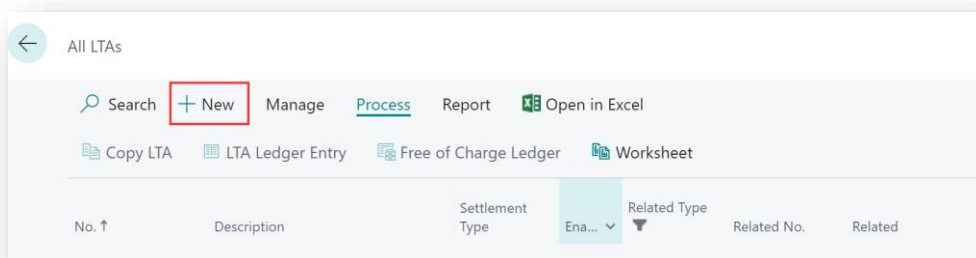 All LTAs
Search + New Manage Process Report Open in Excel
Copy LTA LTA Ledger Entry Free of Charge Ledger Worksheet
No. ↑ Description Settlement Type Ena... Related Type Related No. Related